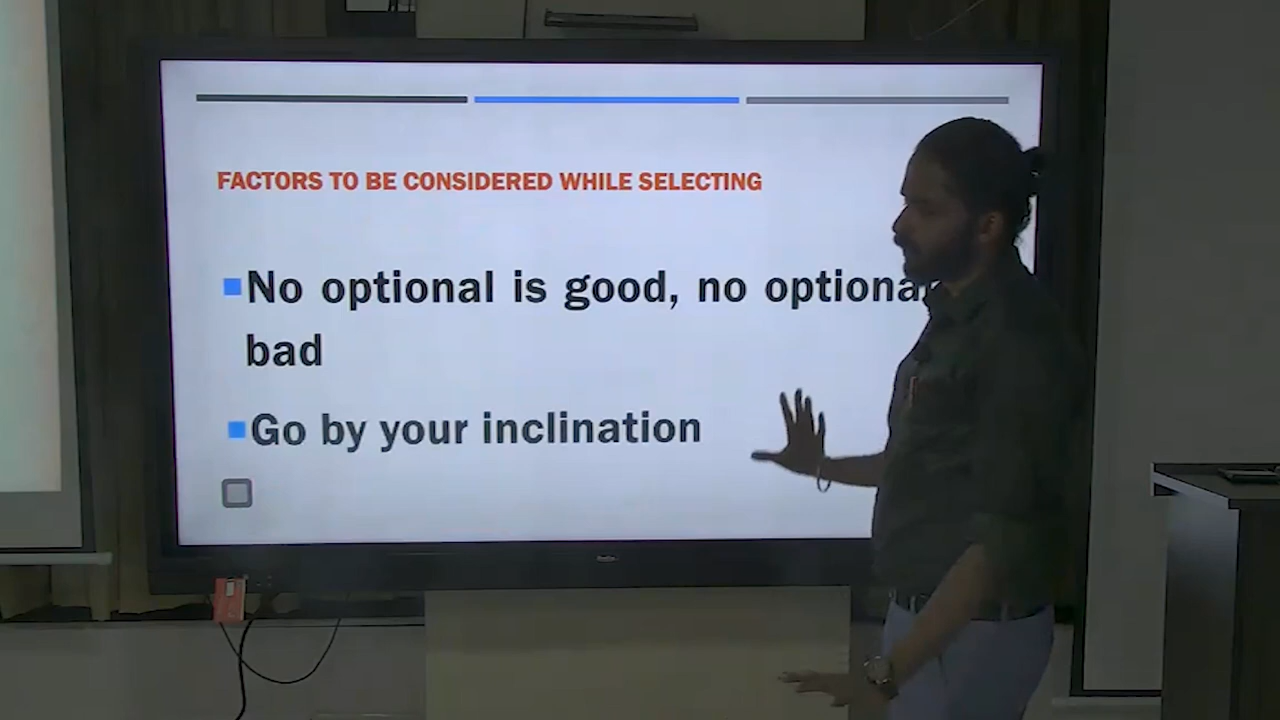 FACTORS TO BE CONSIDERED WHILE SELECTING
No optional is good, no optional
bad
Go by your inclination